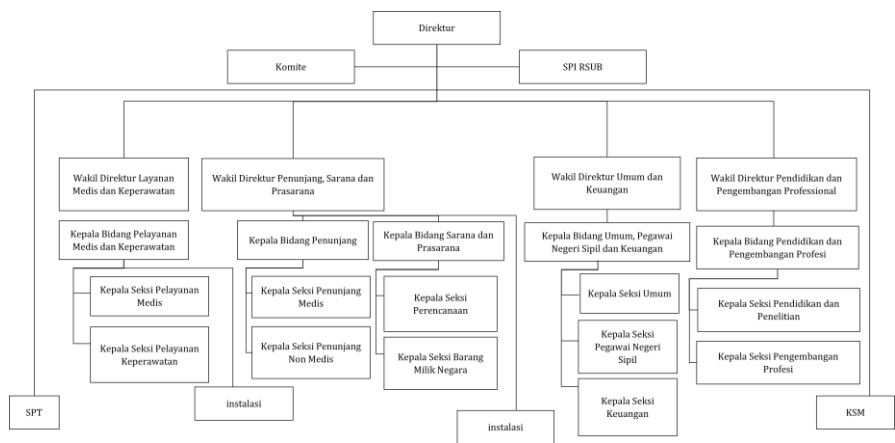 Direktur
Komite
SPI RSUB
Wakil Direktur Layanan
Medis dan Keperawatan
Wakil Direktur Penunjang, Sarana dan
Prasarana
Wakil Direktur Umum dan
Keuangan
Wakil Direktur Pendidikan dan
Pengembangan Professional
Kepala Bidang Pelayanan
Medis dan Keperawatan
Kepala Bidang Penunjang
Kepala Bidang Sarana dan
Prasarana
Kepala Bidang Umum, Pegawai
Negeri Sipil dan Keuangan
Kepala Bidang Pendidikan dan
Pengembangan Profesi
Kepala Seksi Pelayanan
Medis
Kepala Seksi Penunjang
Medis
Kepala Seksi
Perencanaan
Kepala Seksi Umum
Kepala Seksi Pendidikan dan
Penelitian
Kepala Seksi Pelayanan
Keperawatan
Kepala Seksi Penunjang
Non Medis
Kepala Seksi Barang
Milik Negara
Kepala Seksi
Pegawai Negeri
Sipil
Kepala Seksi Pengembangan
Profesi
SPT
instalasi
instalasi
Kepala Seksi
Keuangan
KSM